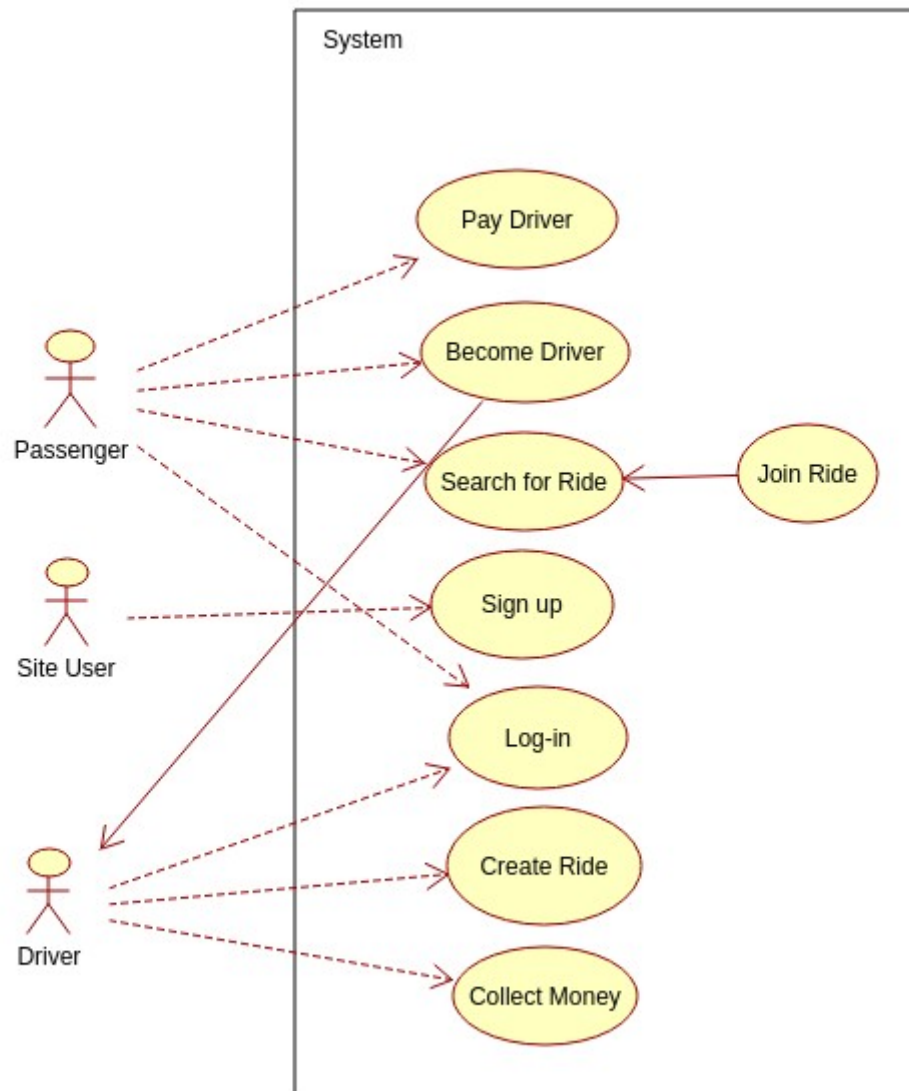 System
Pay Driver
Become Driver
Passenger
Search for Ride
Join Ride
Sign up
Site User
Log-in
Create Ride
Driver
Collect Money